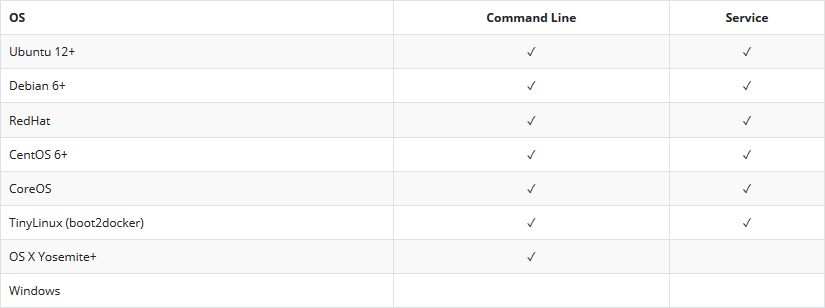 OS Command Line Service
Ubuntu 12+ ✓ ✓
Debian 6+ ✓ ✓
RedHat ✓ ✓
CentOS 6+ ✓ ✓
CoreOS ✓ ✓
TinyLinux (boot2docker) ✓ ✓
OS X Yosemite+ ✓
Windows